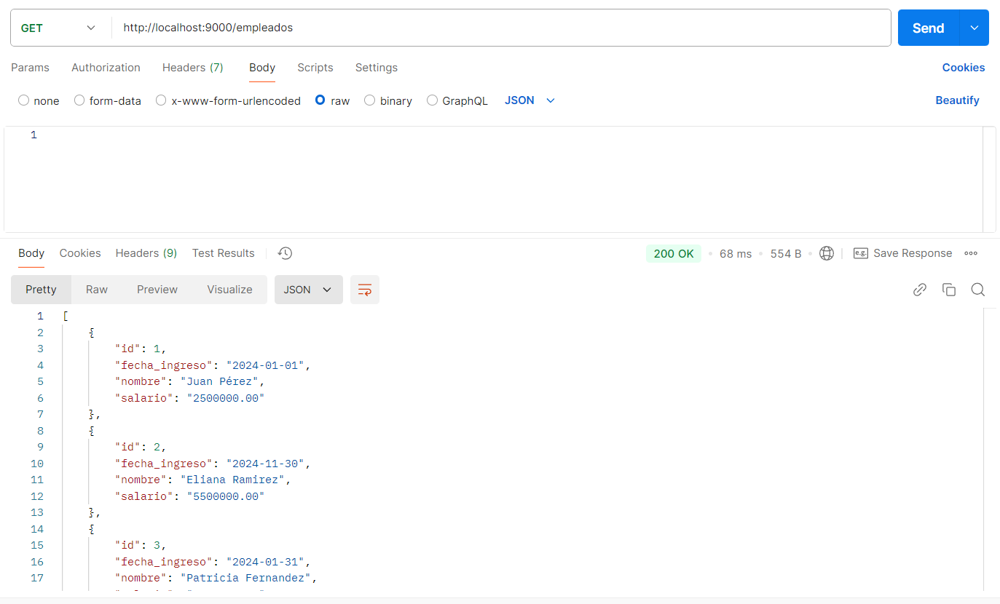 GET http://localhost:9000/empleados Send
Params Authorization Headers (7) Body Scripts Settings Cookies
none form-data x-www-form-urlencoded raw binary GraphQL JSON Beautify
1
Body Cookies Headers (9) Test Results 200 OK 68 ms 554 B e.g. Save Response
Pretty Raw Preview Visualize JSON
1 [
2 {
3 "id": 1,
4 "fecha_ingreso": "2024-01-01",
5 "nombre": "Juan Pérez",
6 "salario": "2500000.00"
7 },
8 {
9 "id": 2,
10 "fecha_ingreso": "2024-11-30",
11 "nombre": "Eliana Ramirez",
12 "salario": "5500000.00"
13 },
14 {
15 "id": 3,
16 "fecha_ingreso": "2024-01-31",
17 "nombre": "Patricia Fernandez",